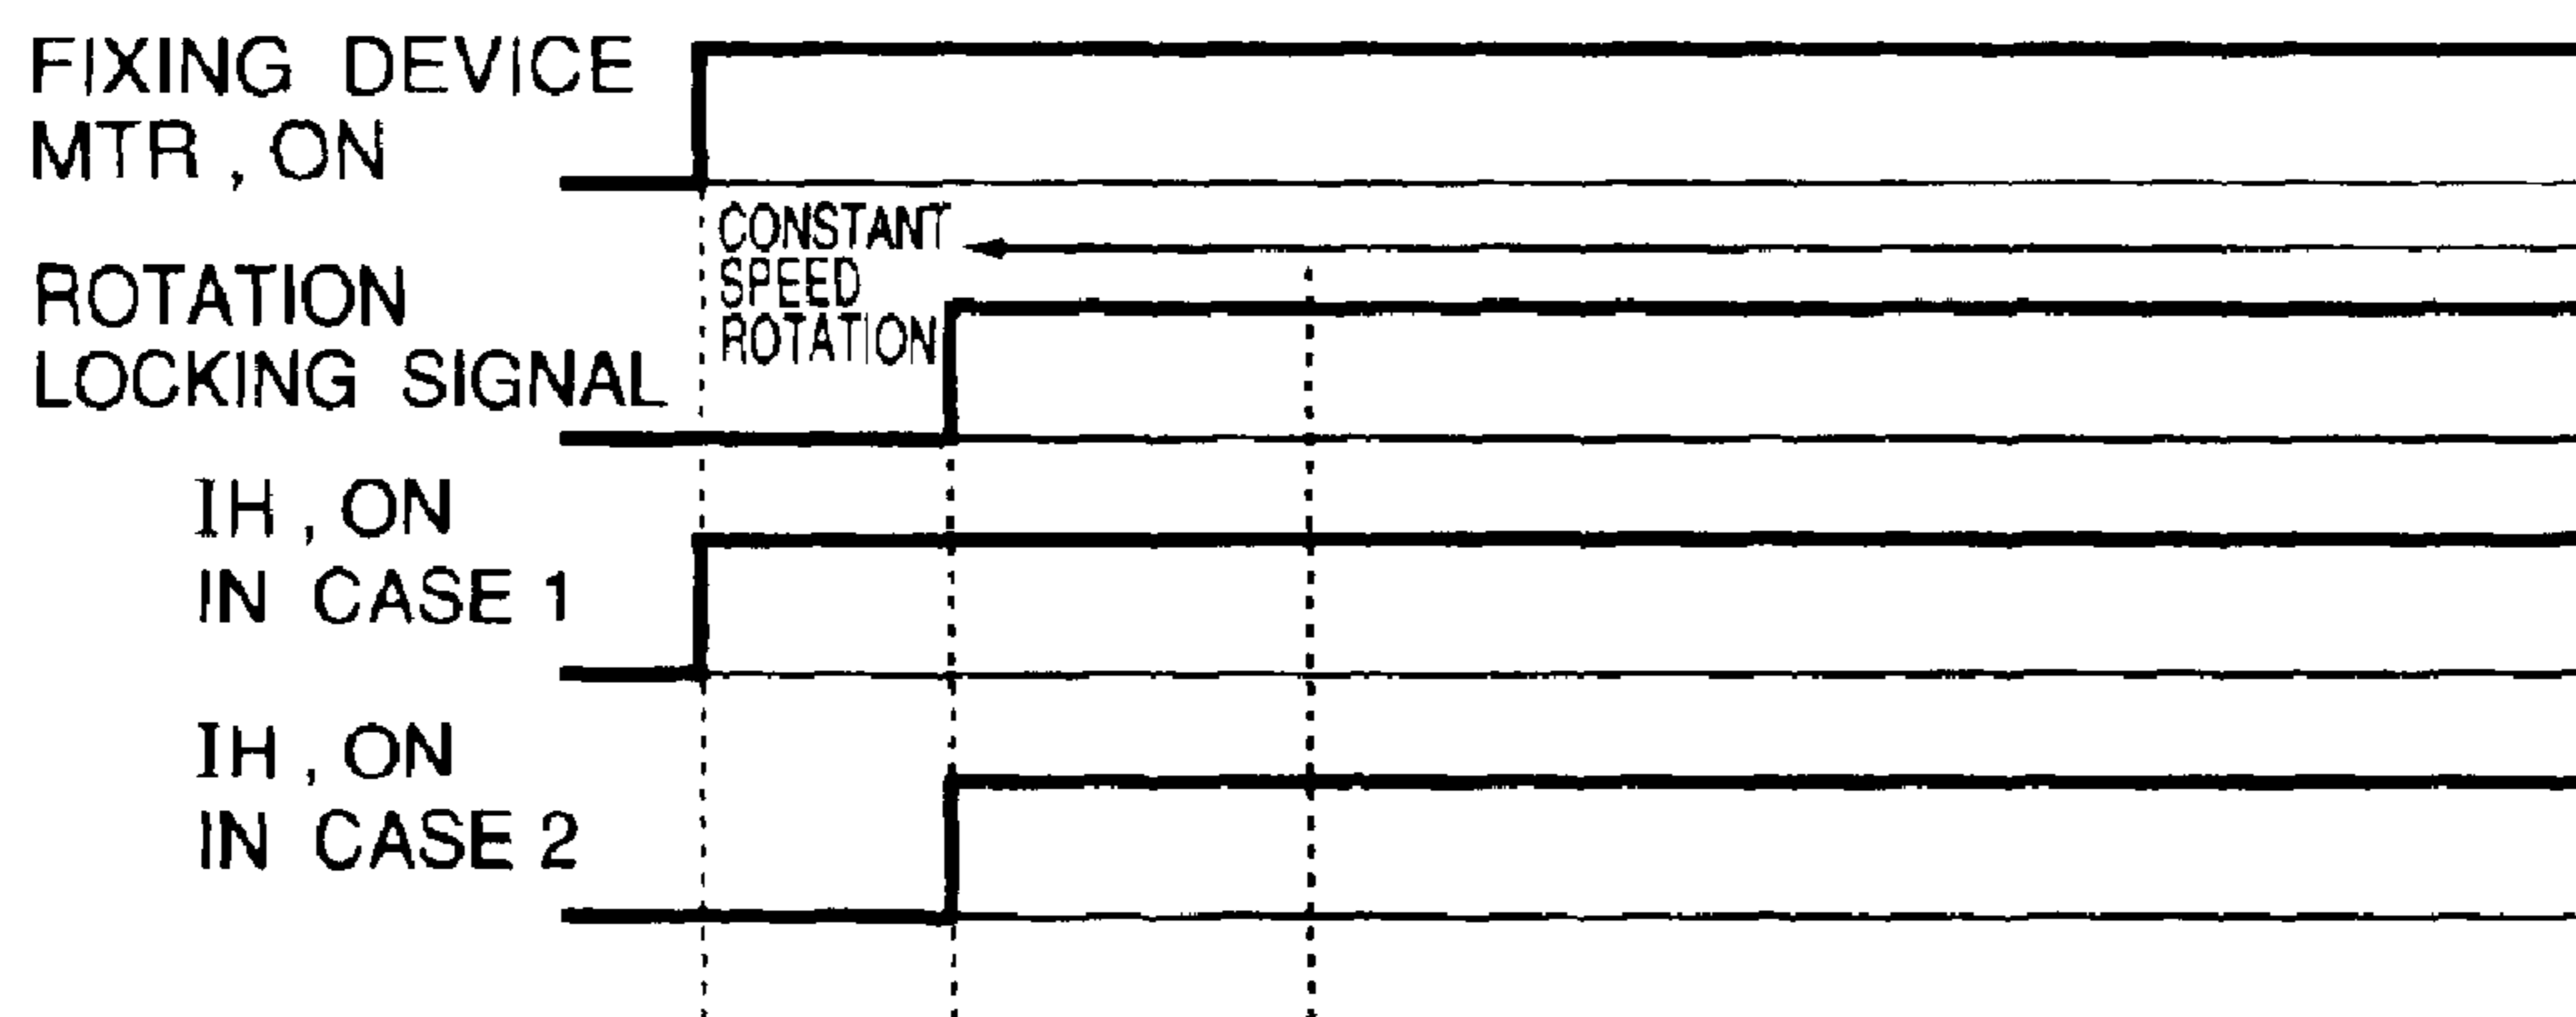 FIXING DEVICE
MTR, ON
CONSTANT
SPEED
ROTATION
ROTATION
LOCKING SIGNAL
IH, ON
IN CASE 1
IH, ON
IN CASE 2